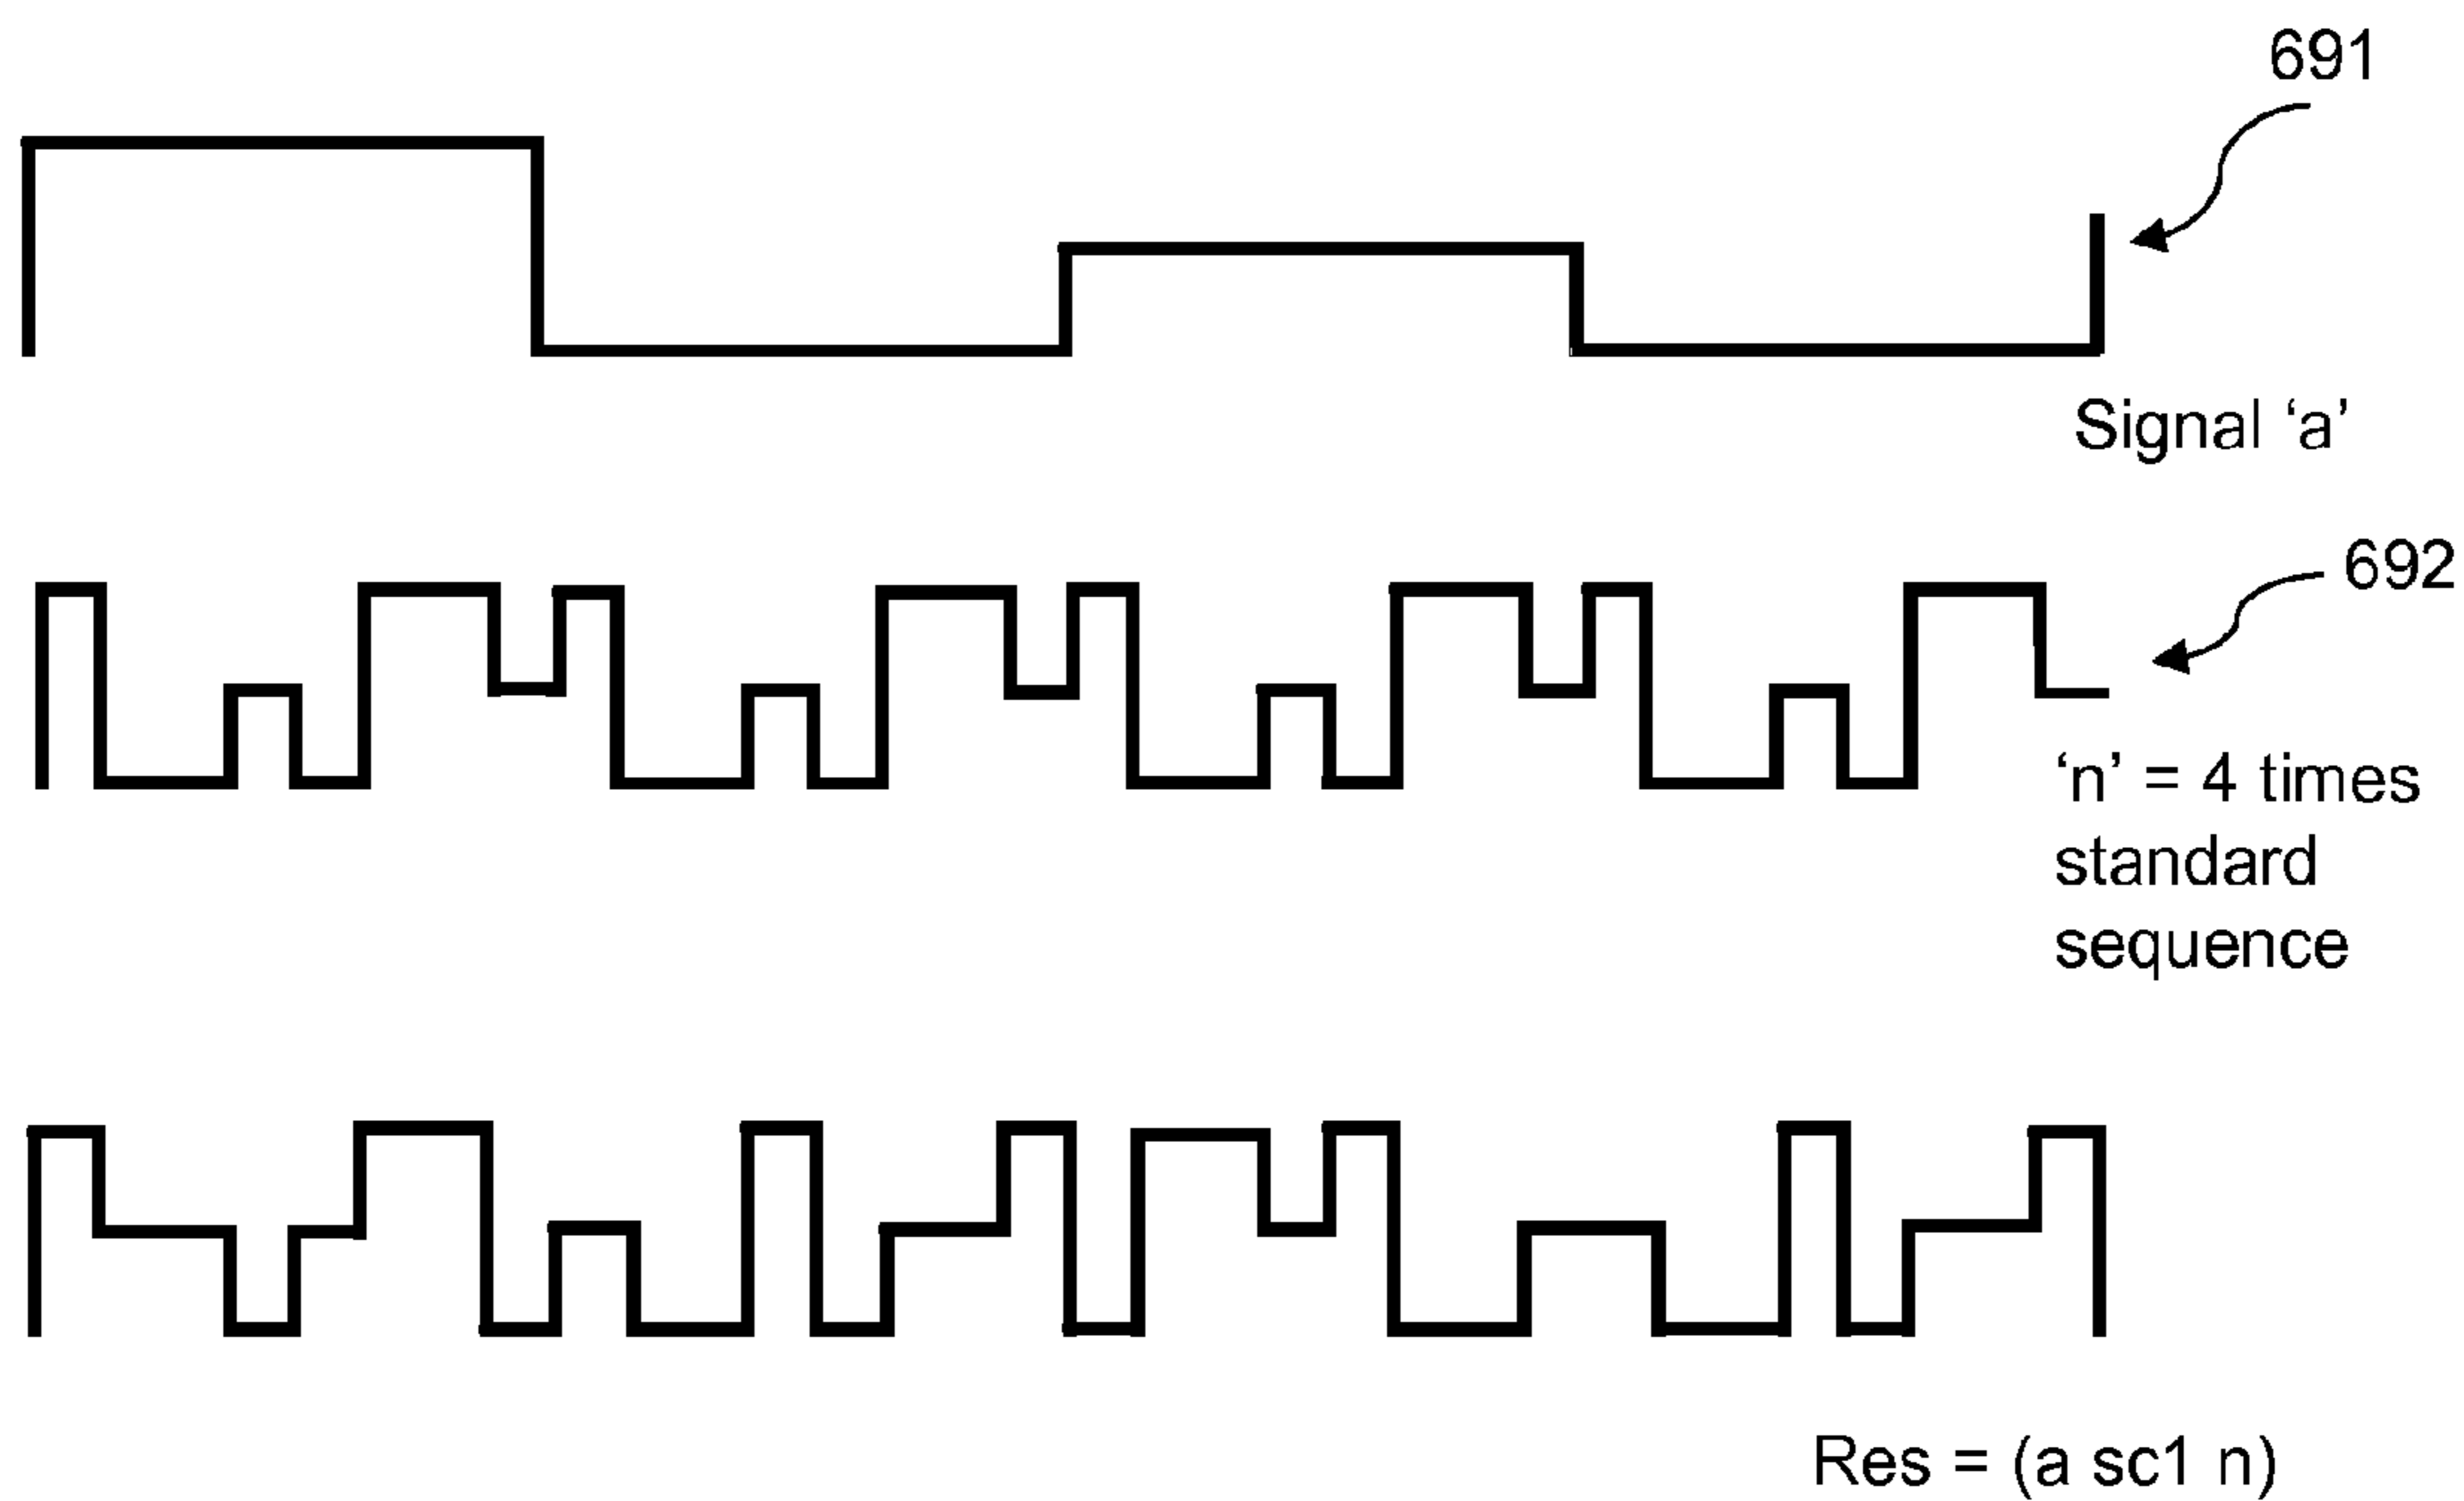 691
Signal ‘a’
692
‘n’ = 4 times
standard
sequence
Res = (a sc1 n)